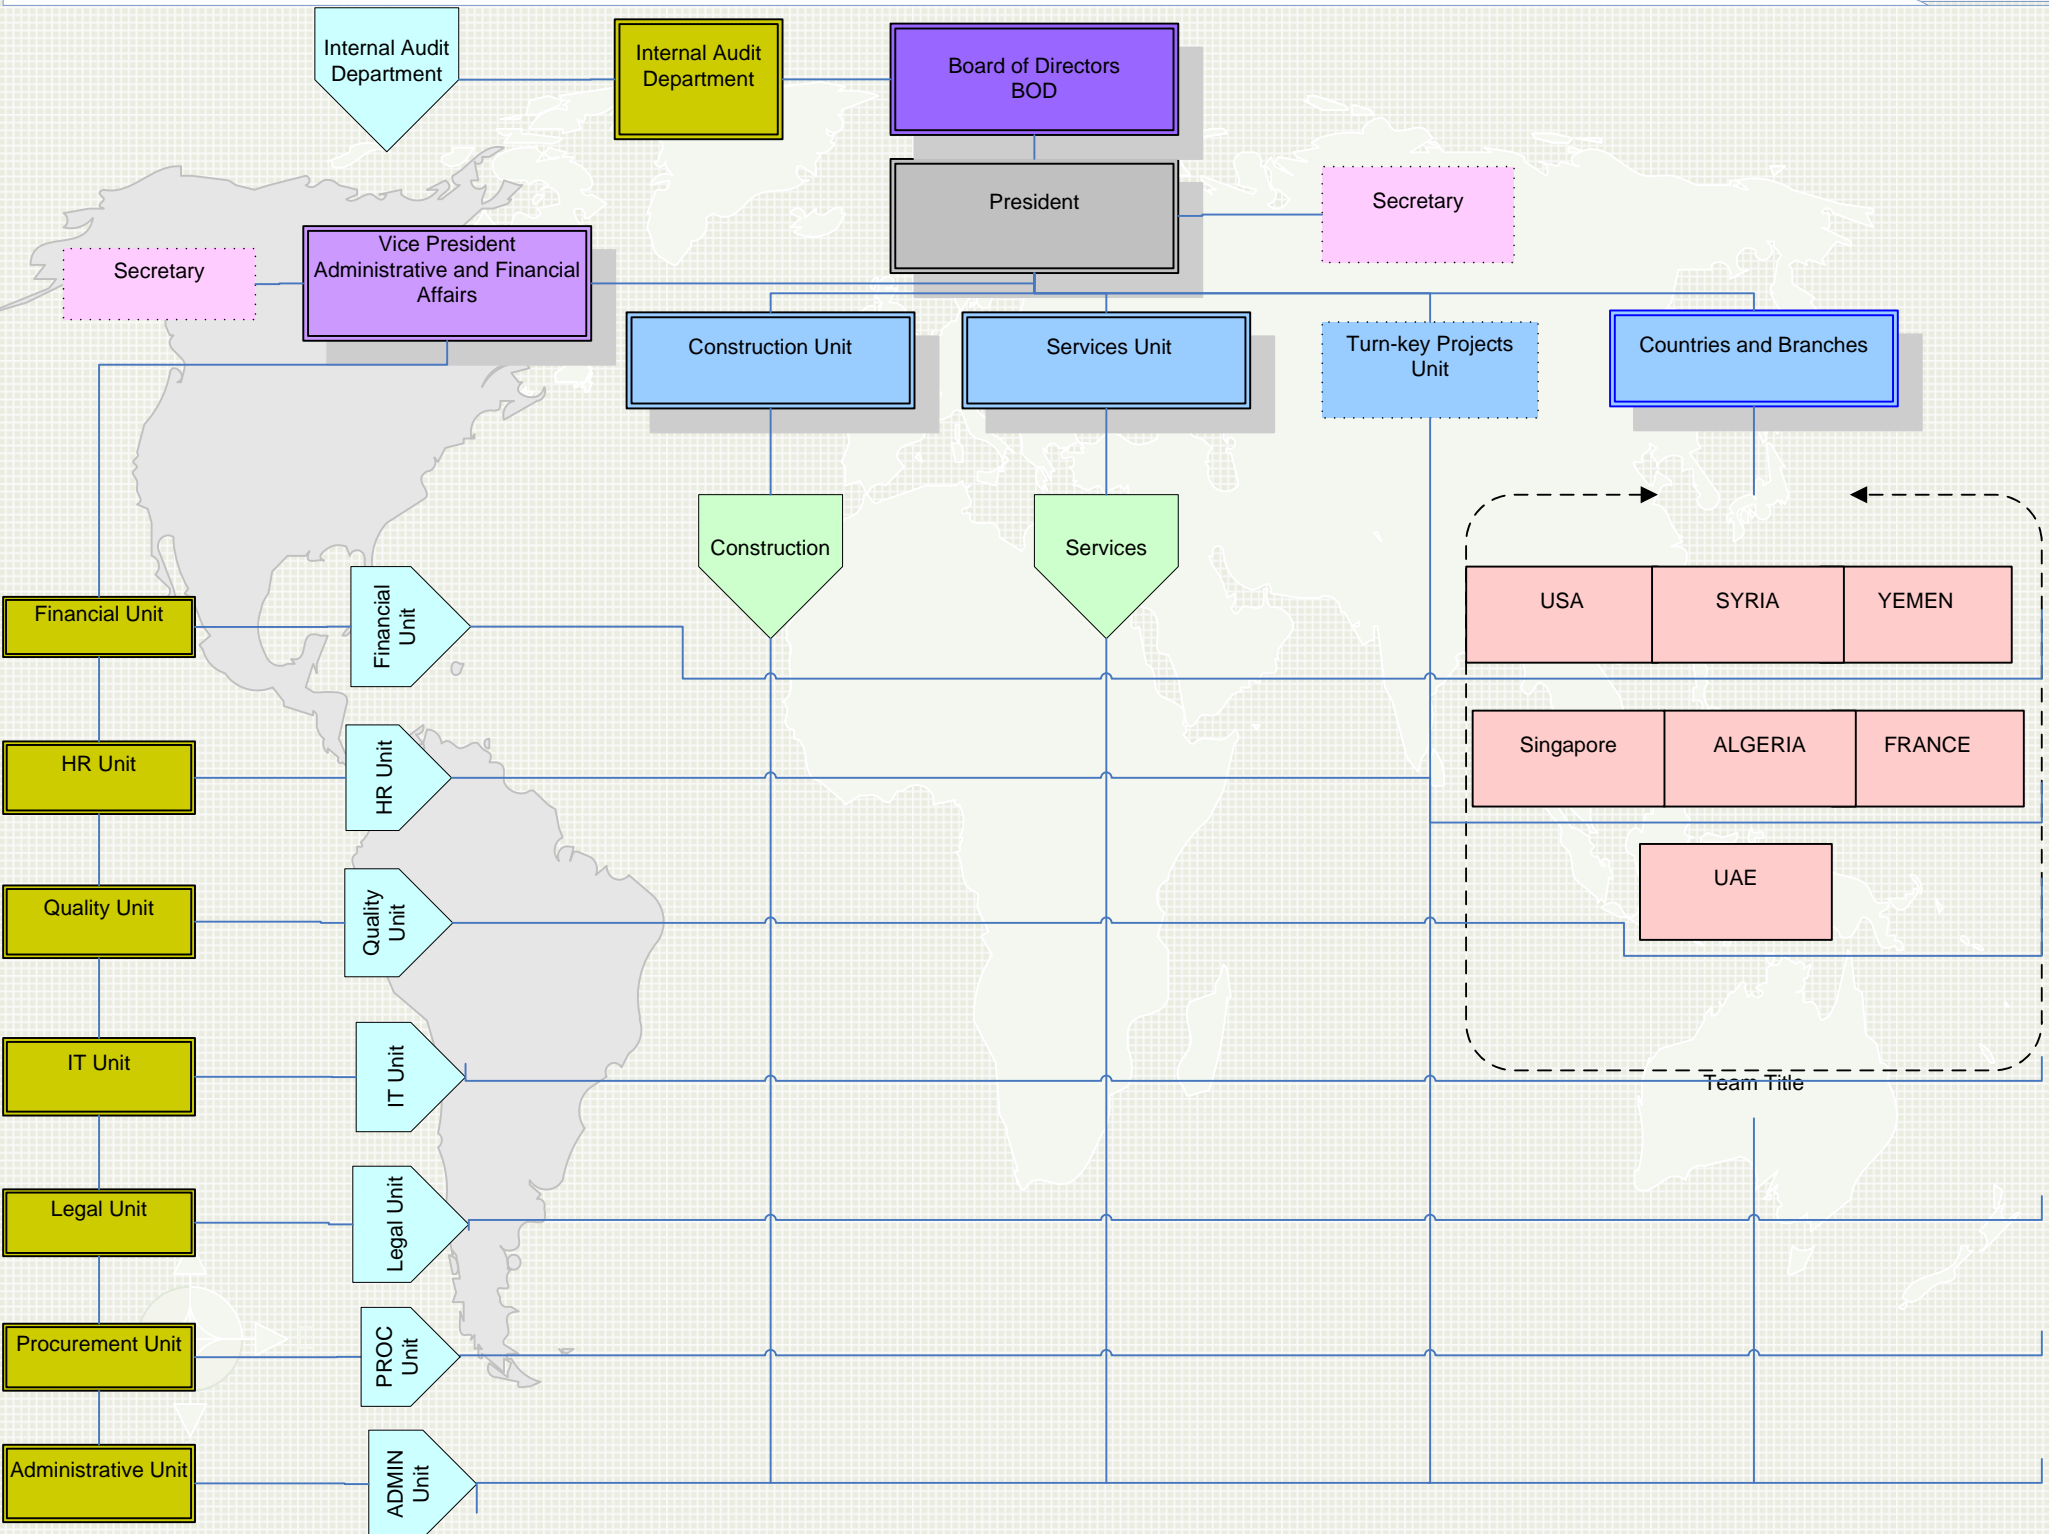 Internal Audit
Department
Internal Audit
Department
Board of Directors
BOD
President
Secretary
Secretary
Vice President
Administrative and Financial
Affairs
Construction Unit
Services Unit
Turn-key Projects
Unit
Countries and Branches
Construction
Services
Financial Unit
Financial
Unit
USA
SYRIA
YEMEN
HR Unit
HR Unit
Singapore
ALGERIA
FRANCE
Quality Unit
Quality
Unit
UAE
IT Unit
IT Unit
Team Title
Legal Unit
Legal Unit
Procurement Unit
PROC
Unit
Administrative Unit
ADMIN
Unit